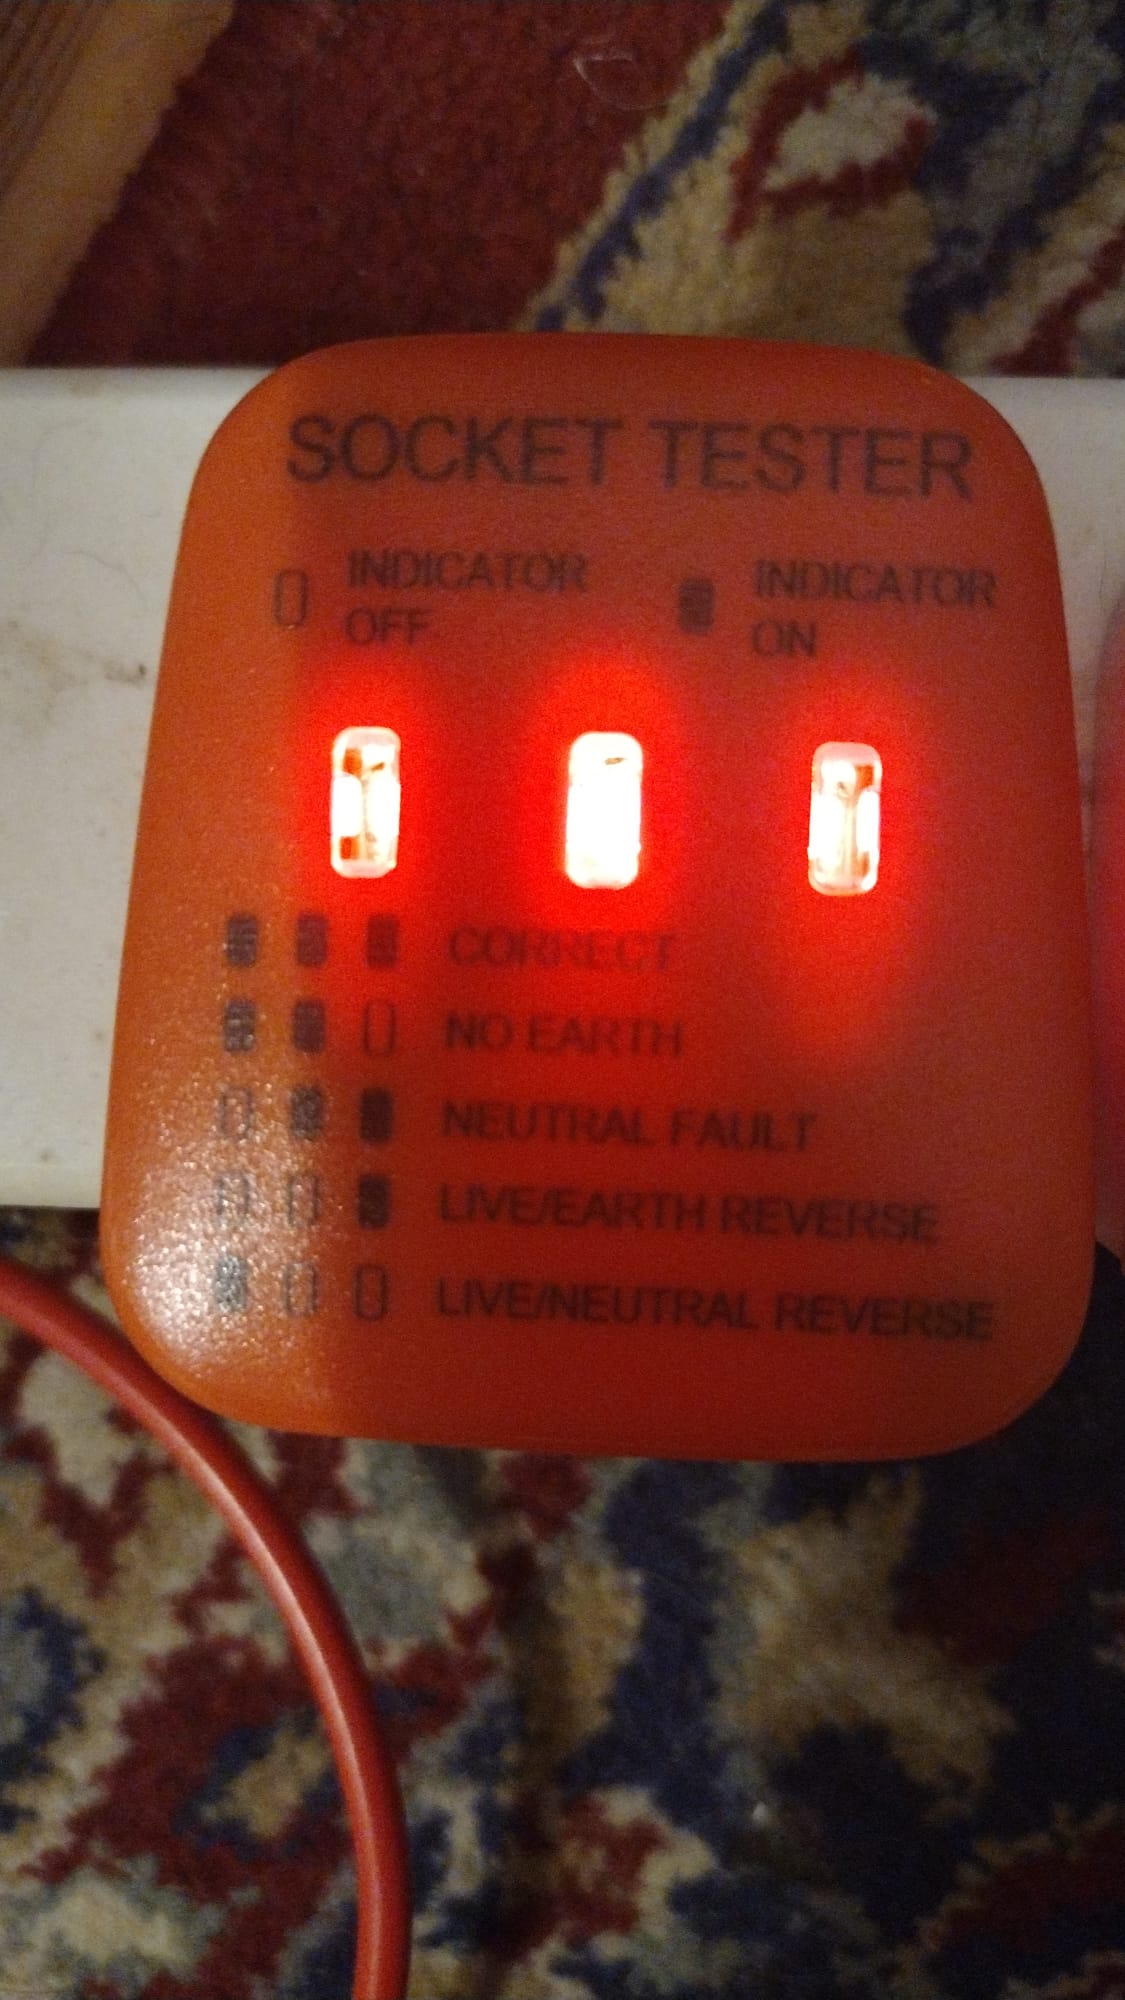 SOCKET TESTER
INDICATOR OFF
INDICATOR ON
CORRECT
NO EARTH
NEUTRAL FAULT
LIVE/EARTH REVERSE
LIVE/NEUTRAL REVERSE